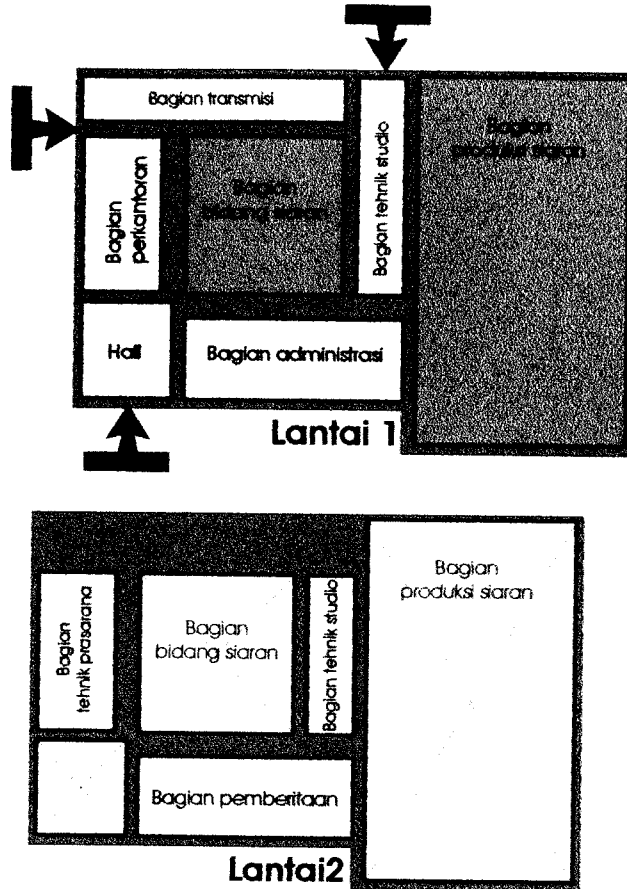 Bagian transmisi
Bagian
produksi siaran
Bagian tehnik studio
Bagian
bidang siaran
Bagian
perkantoran
Hall
Bagian administrasi
Lantai 1
Bagian
produksi siaran
Bagian
tehnik prasarana
Bagian
bidang siaran
Bagian tehnik studio
Bagian pemberitaan
Lantai2